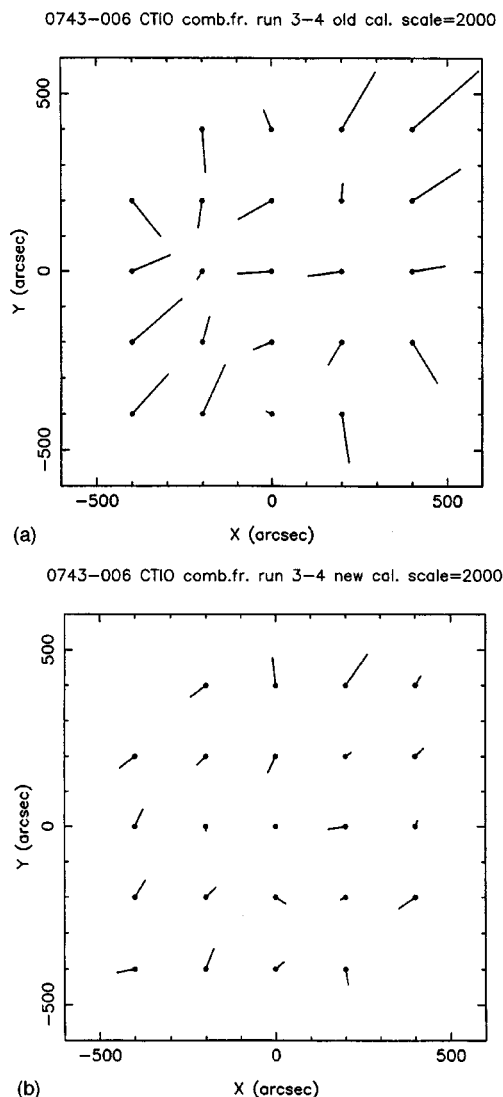 0743-006 CTIO comb.fr. run 3-4 old cal. scale=2000
500
0
-500
Y (arcsec)
-500 0 500
(a) X (arcsec)
0743-006 CTIO comb.fr. run 3-4 new cal. scale=2000
500
0
-500
Y (arcsec)
-500 0 500
(b) X (arcsec)